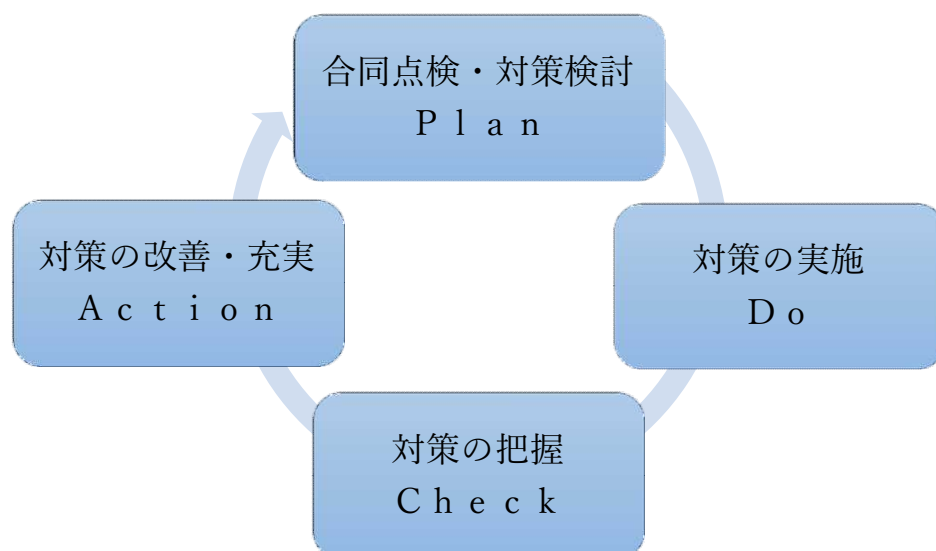 合同点検・対策検討
Ｐｌａｎ
対策の実施
Ｄｏ
対策の把握
Ｃｈｅｃｋ
対策の改善・充実
Ａｃｔｉｏｎ